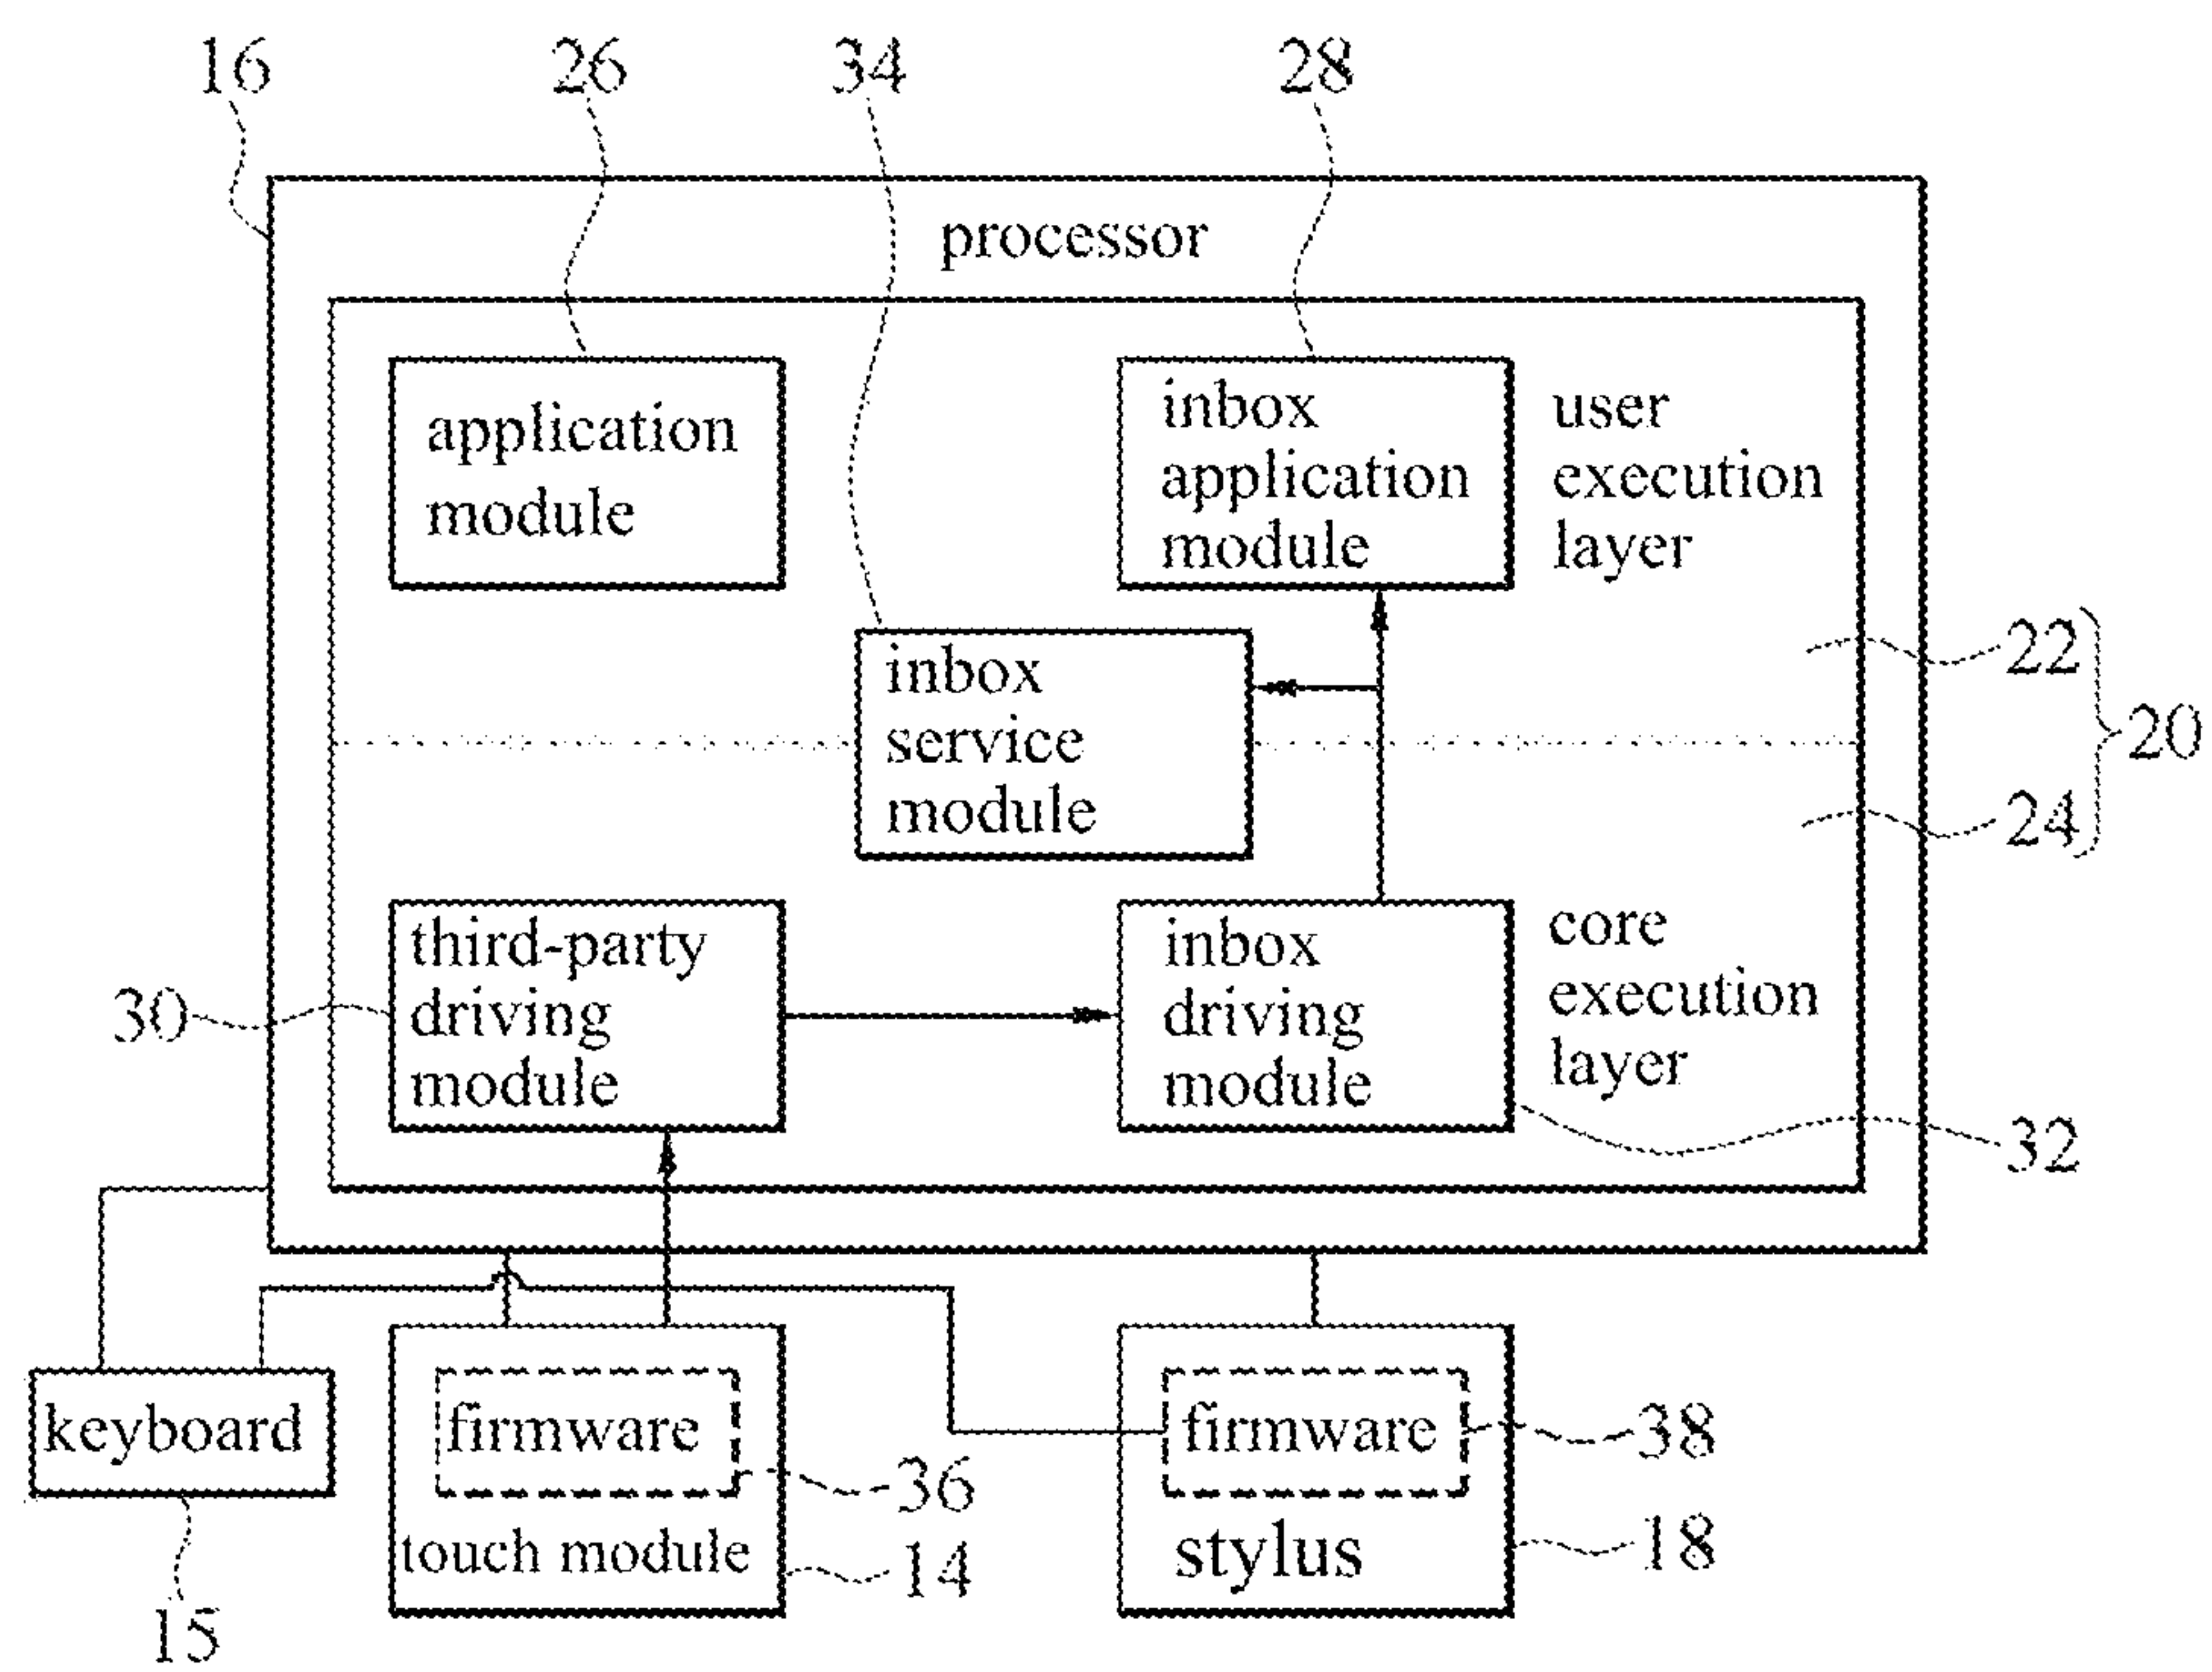 16
26
34
28
processor
application
module
inbox
application
module
user
execution
layer
inbox
service
module
22
20
24
third-party
driving
module
inbox
driving
module
core
execution
layer
30
32
keyboard
firmware
touch module
firmware
stylus
36
14
38
18
15